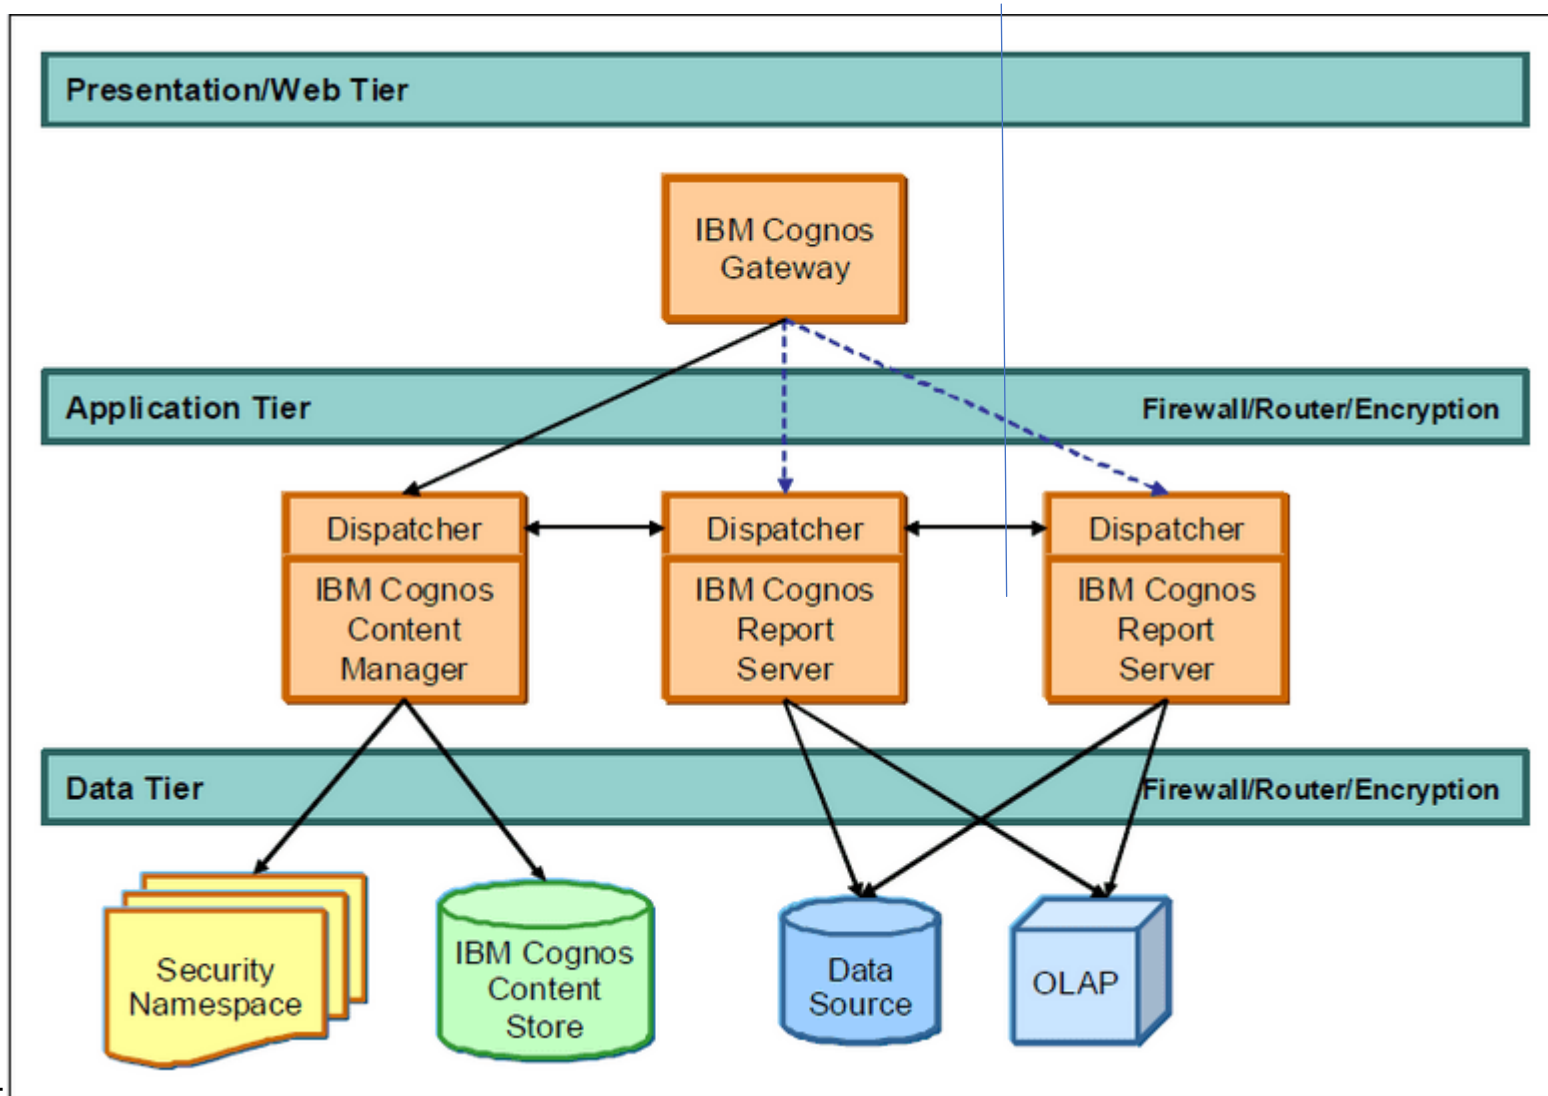 Presentation/Web Tier
IBM Cognos
Gateway
Application Tier
Firewall/Router/Encryption
Dispatcher
IBM Cognos
Content
Manager
Dispatcher
IBM Cognos
Report
Server
Dispatcher
IBM Cognos
Report
Server
Data Tier
Firewall/Router/Encryption
Security
Namespace
IBM Cognos
Content
Store
Data
Source
OLAP